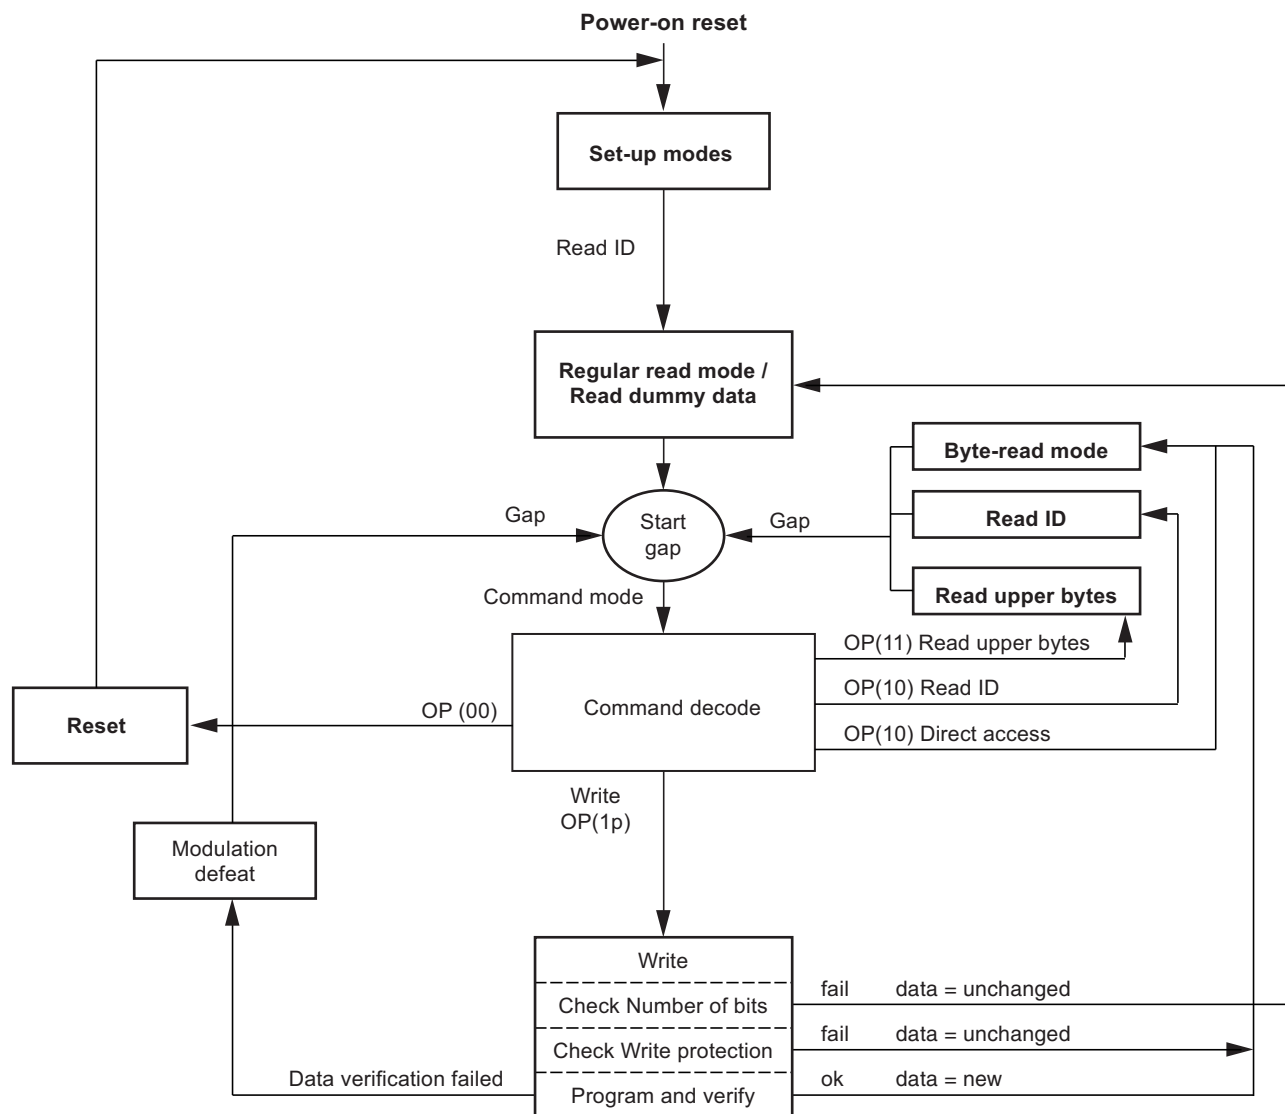 Power-on reset
Set-up modes
Read ID
Regular read mode /
Read dummy data
Byte-read mode
Gap
Start
gap
Gap
Read ID
Command mode
Read upper bytes
OP(11) Read upper bytes
OP(10) Read ID
Command decode
OP (00)
Reset
OP(10) Direct access
Write
OP(1p)
Modulation
defeat
Write
fail data = unchanged
Check Number of bits
fail data = unchanged
Check Write protection
Data verification failed
ok data = new
Program and verify